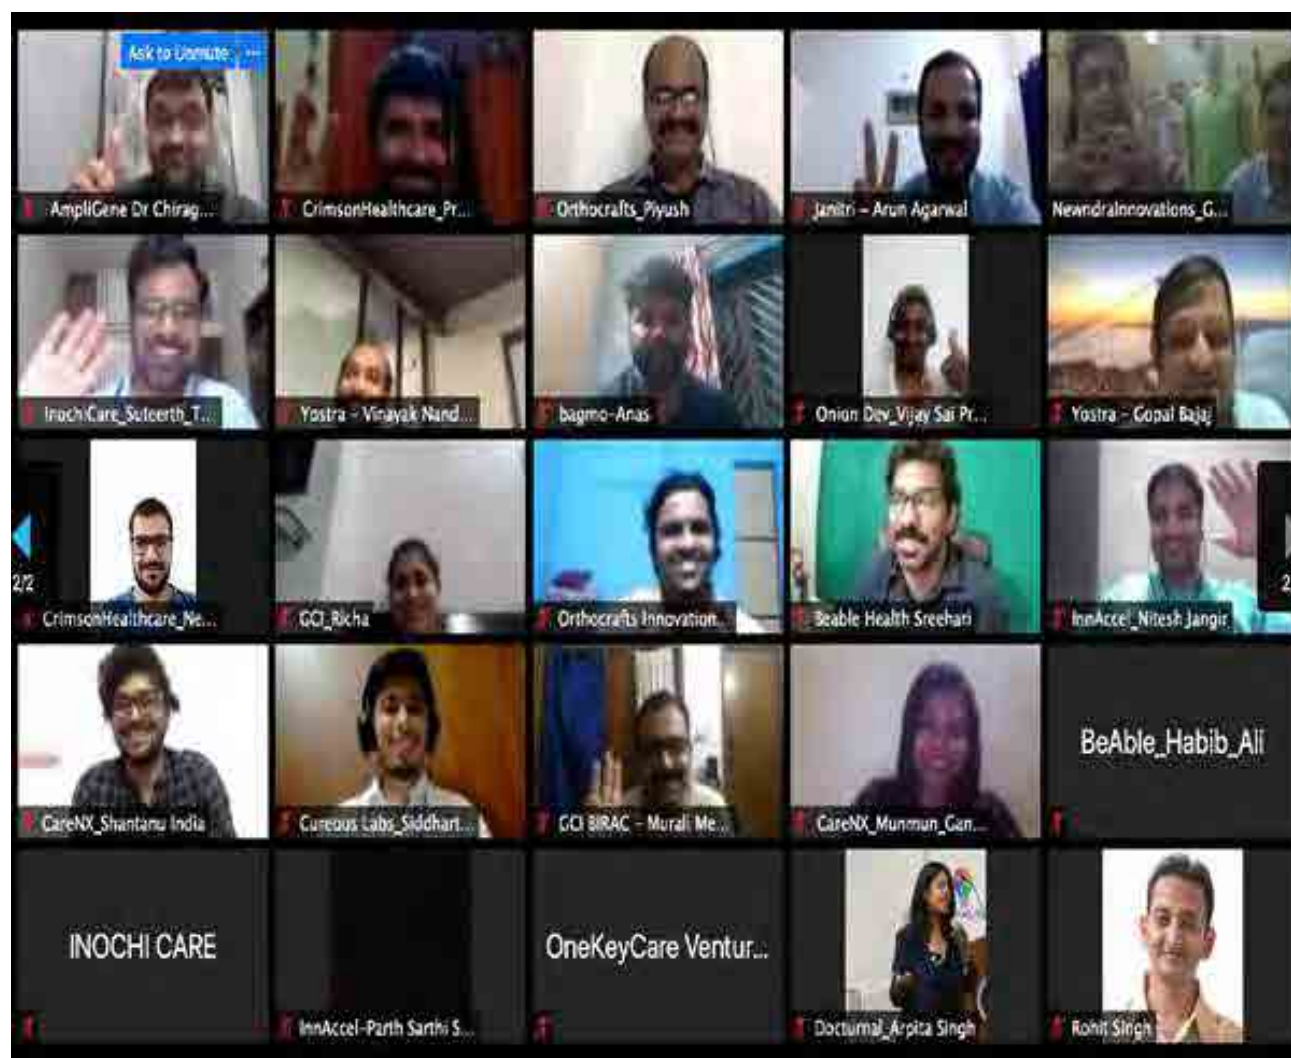 Ask to Unmute ...
AmpliGene Dr Chirag...
CrimsonHealthcare_Pr...
Orthocrafts_Piyush
Janitri - Arun Agarwal
NewndraInnovations_G...
InochiCare_Suteerth_T...
Yostra - Vinayak Nand...
bagmo-Anas
Onion Dev_Vijay Sai Pr...
Yostra - Gopal Bajaj
2/2
CrimsonHealthcare_Ne...
GCI_Richa
Orthocrafts Innovation...
Beable Health Sreehari
InnAccel_Nitesh Jangir
CareNX_Shantanu India
Cureous Labs_Siddhart...
GCI BIRAC - Murali Me...
CareNX_Munmun_Gan...
BeAble_Habib_Ali
INOCHI CARE
InnAccel-Parth Sarthi S...
OneKeyCare Ventur...
Docturnal_Arpita Singh
Rohit Singh